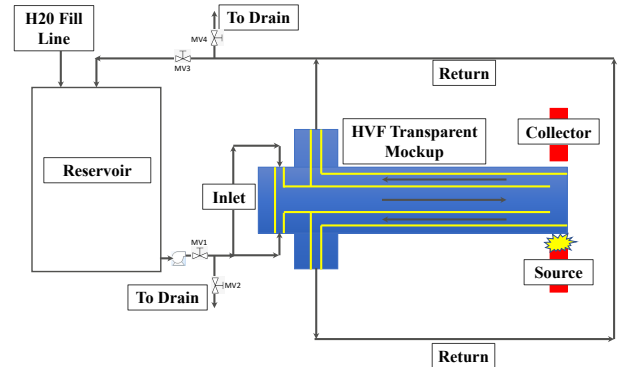 H20 Fill
Line
To Drain
MV4
MV3
Return
HVF Transparent
Mockup
Collector
Reservoir
Inlet
MV1
To Drain
MV2
Source
Return